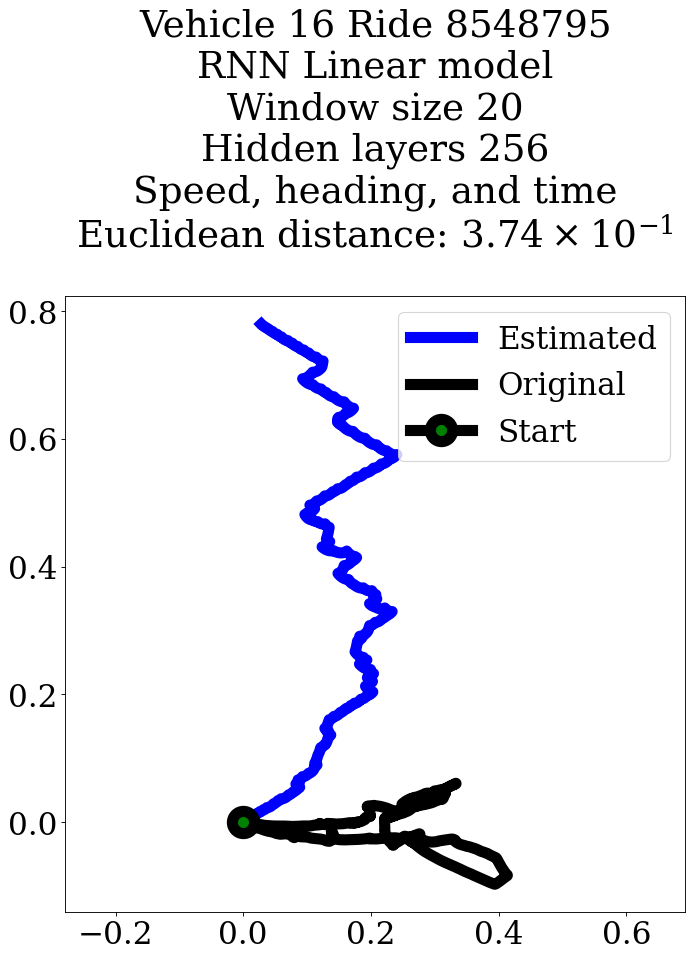 Vehicle 16 Ride 8548795
RNN Linear model
Window size 20
Hidden layers 256
Speed, heading, and time
Euclidean distance: 3.74 × 10⁻¹
Estimated
Original
Start
0.8
0.6
0.4
0.2
0.0
−0.2 0.0 0.2 0.4 0.6